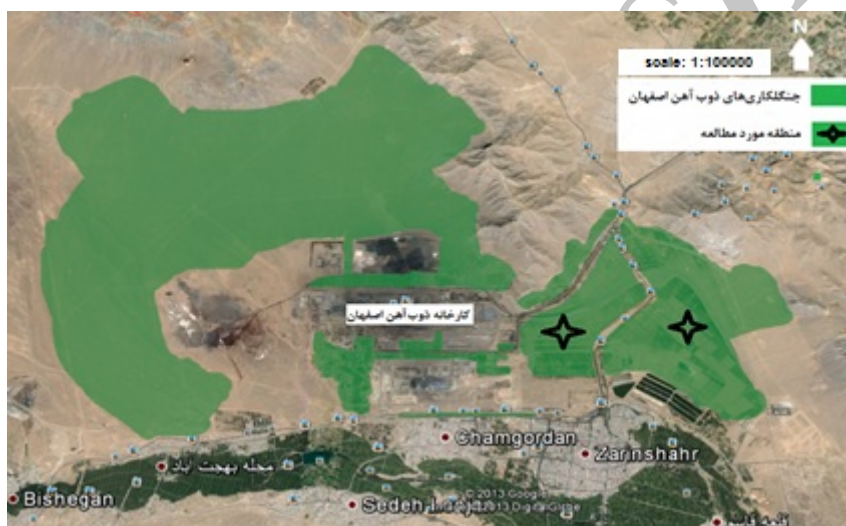 N
scale: 1:100000
جنگلکاری‌های ذوب آهن اصفهان
منطقه مورد مطالعه
کارخانه ذوب آهن اصفهان
Chamgordan
Zarinshahr
محله بهجت آباد
Bishegan
Sedeh
© 2013 Google